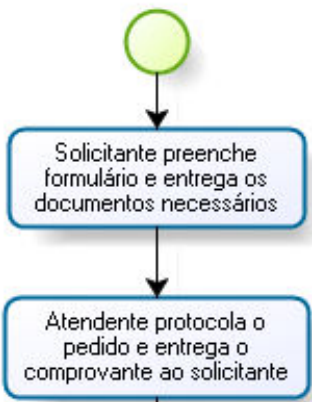 Solicitante preenche
formulário e entrega os
documentos necessários
Atendente protocola o
pedido e entrega o
comprovante ao solicitante